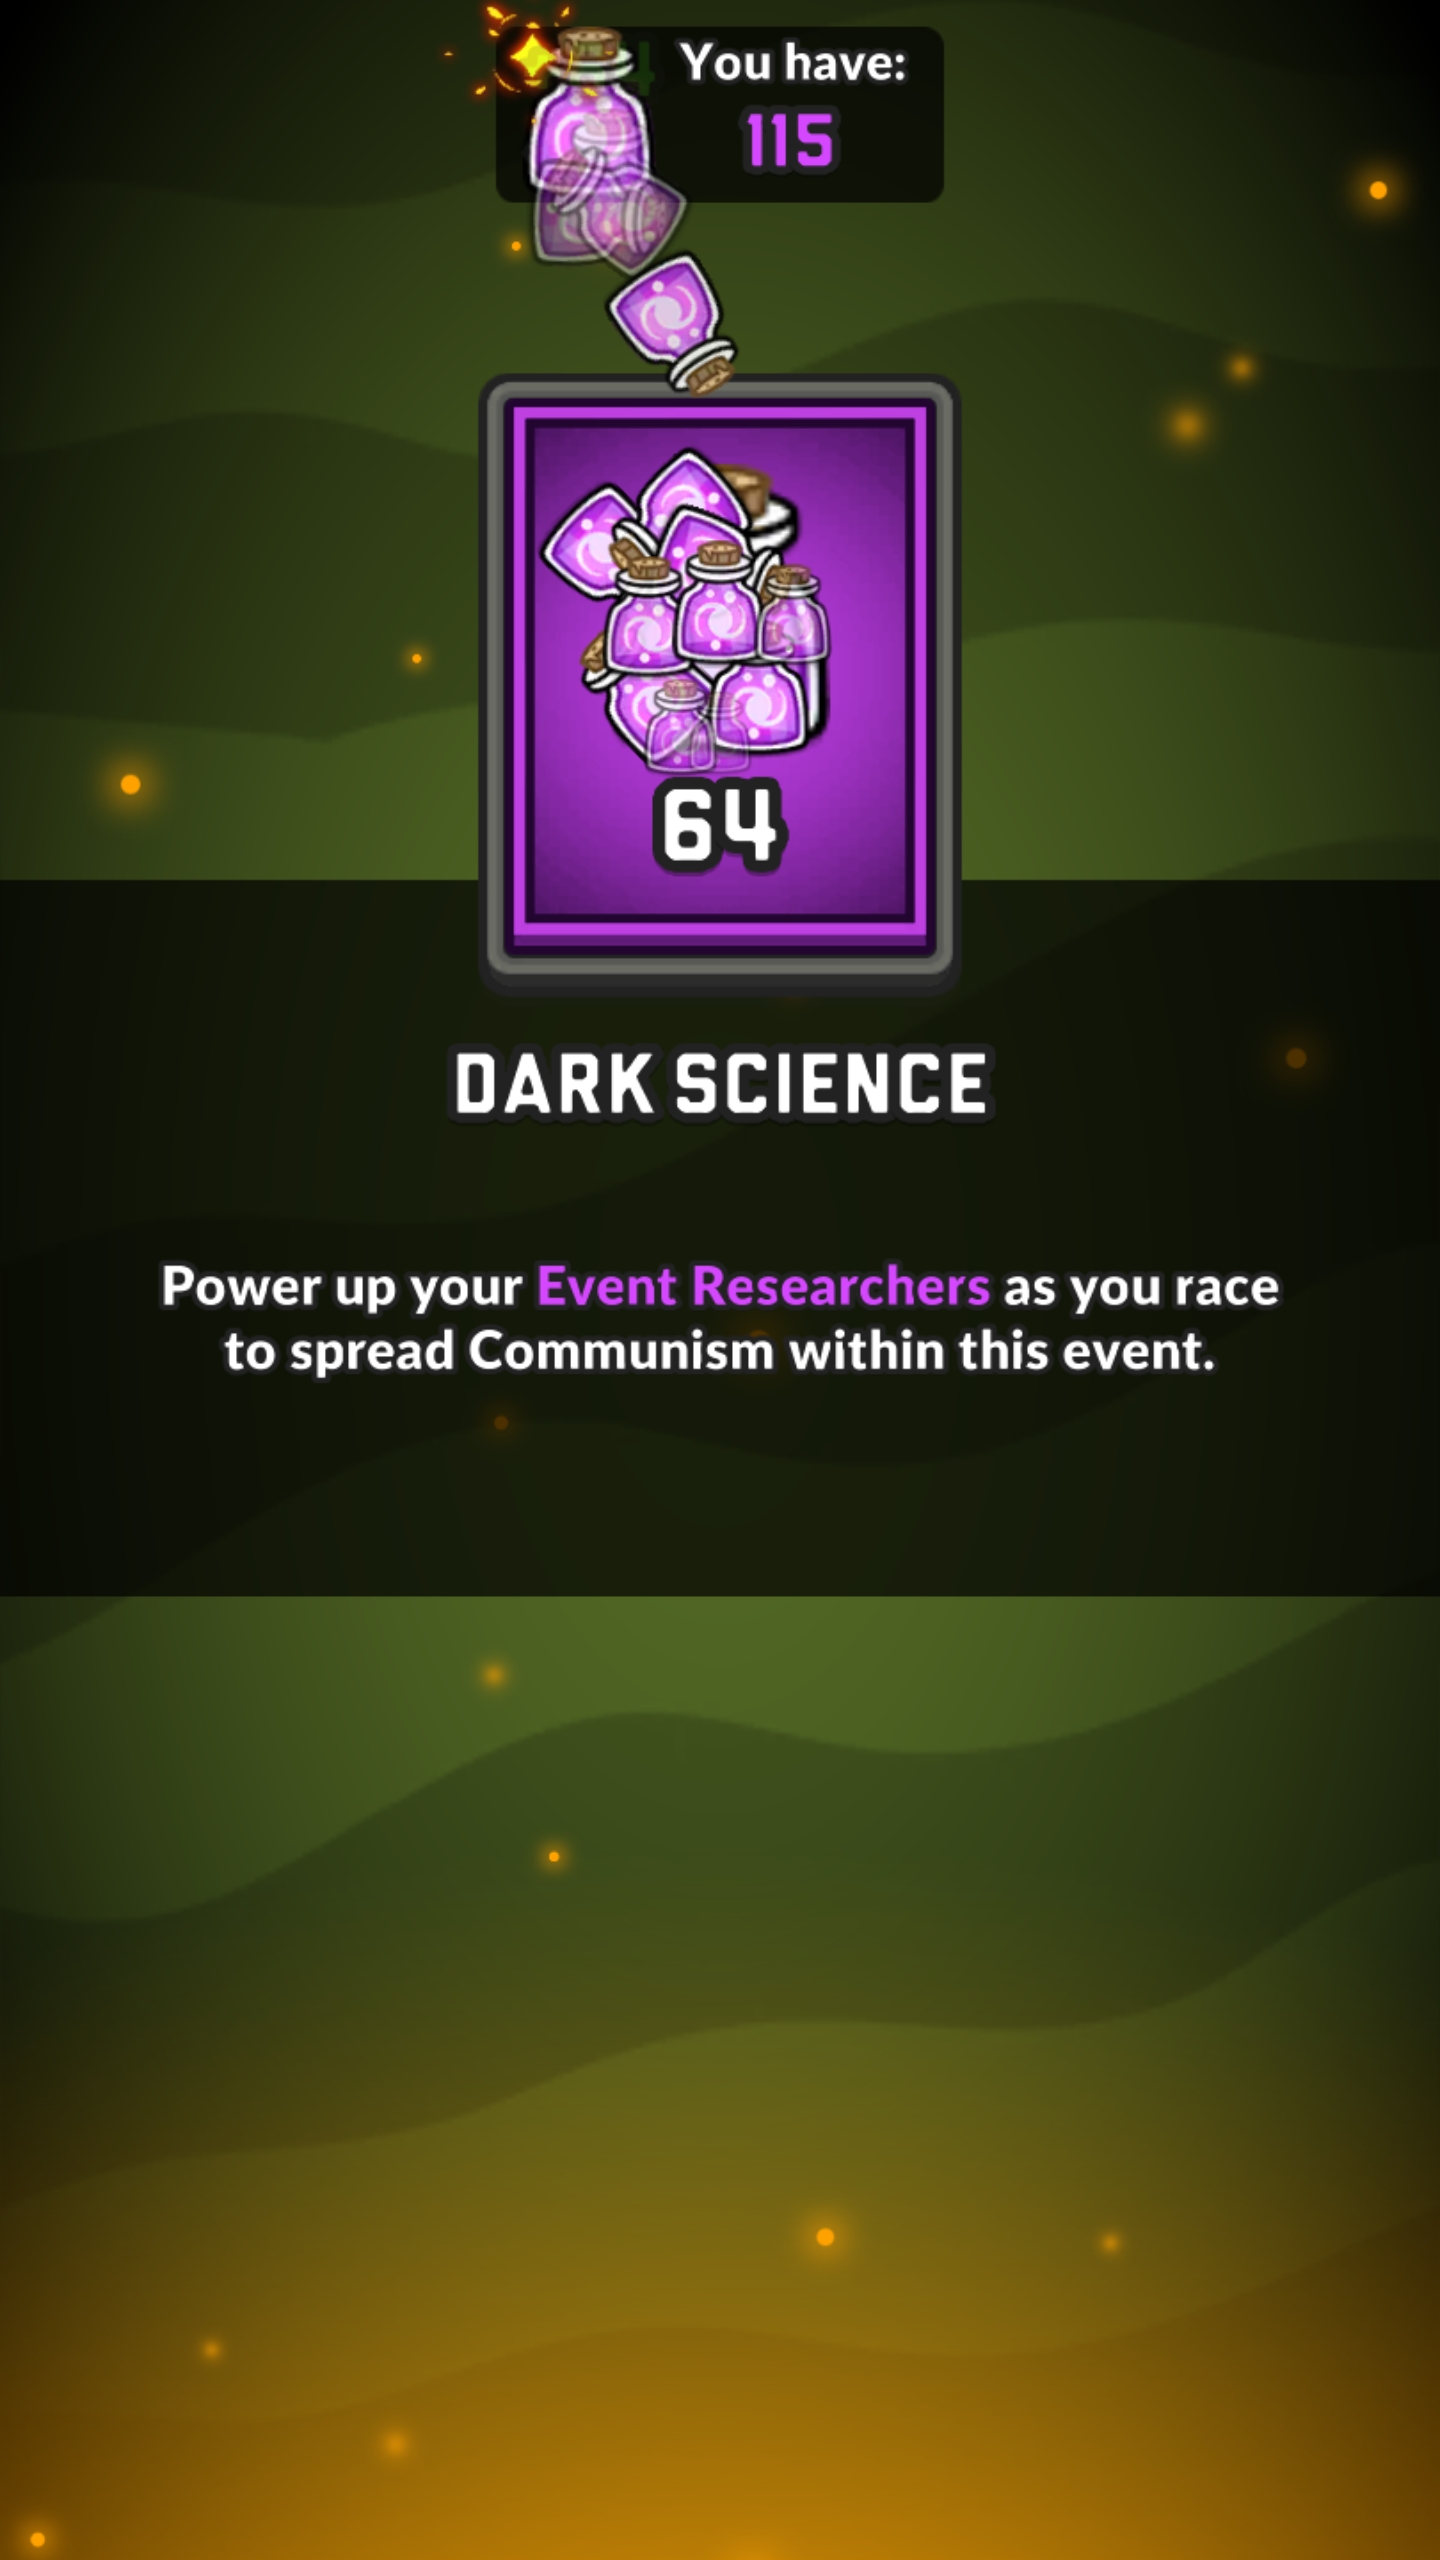 You have:
115
64
DARK SCIENCE
Power up your Event Researchers as you race
to spread Communism within this event.